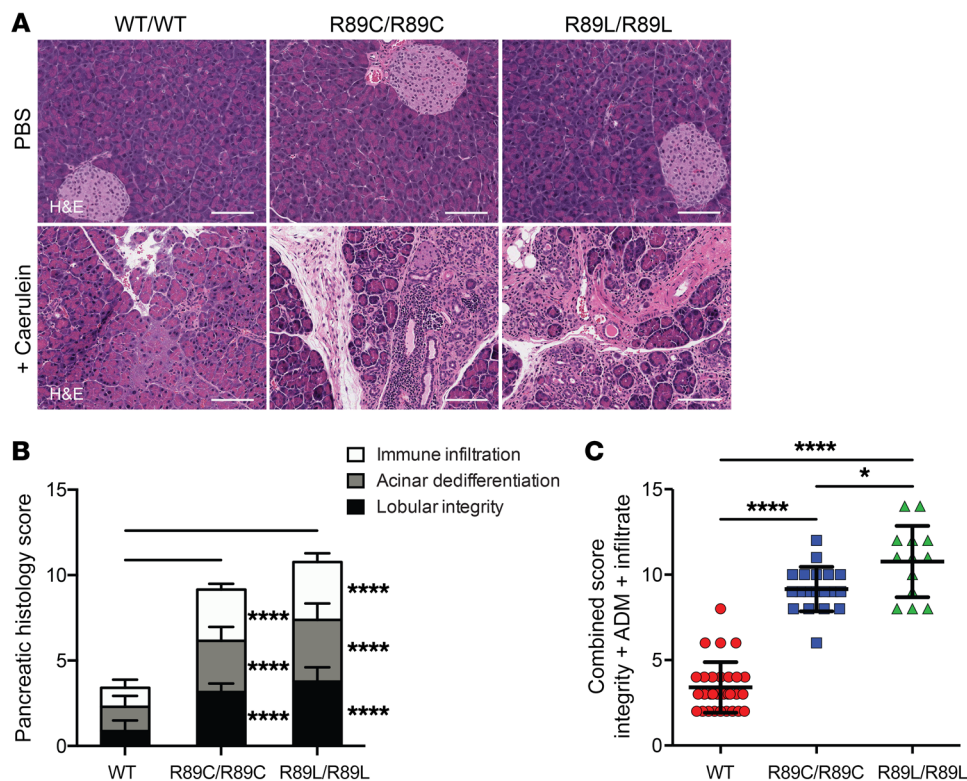 A
WT/WT
R89C/R89C
R89L/R89L
PBS
H&E
+ Caerulein
H&E
B
Immune infiltration
Acinar dedifferentiation
Lobular integrity
Pancreatic histology score
15
10
5
0
****
****
****
****
****
****
WT
R89C/R89C
R89L/R89L
C
****
****
*
Combined score
integrity + ADM + infiltrate
15
10
5
0
WT
R89C/R89C
R89L/R89L